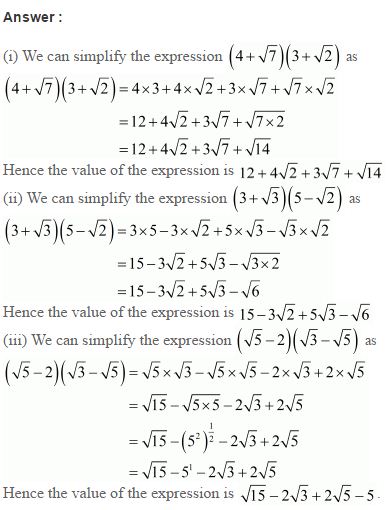 Answer :
(i) We can simplify the expression (4+√7)(3+√2) as
(4+√7)(3+√2) = 4×3+4×√2+3×√7+√7×√2
=12+4√2+3√7+√(7×2)
=12+4√2+3√7+√14
Hence the value of the expression is 12+4√2+3√7+√14
(ii) We can simplify the expression (3+√3)(5−√2) as
(3+√3)(5−√2) = 3×5−3×√2+5×√3−√3×√2
=15−3√2+5√3−√(3×2)
=15−3√2+5√3−√6
Hence the value of the expression is 15−3√2+5√3−√6
(iii) We can simplify the expression (√5−2)(√3−√5) as
(√5−2)(√3−√5) = √5×√3−√5×√5−2×√3+2×√5
= √15−√(5×5)−2√3+2√5
= √15−(5²)^(1/2)−2√3+2√5
= √15−5¹−2√3+2√5
Hence the value of the expression is √15−2√3+2√5−5.